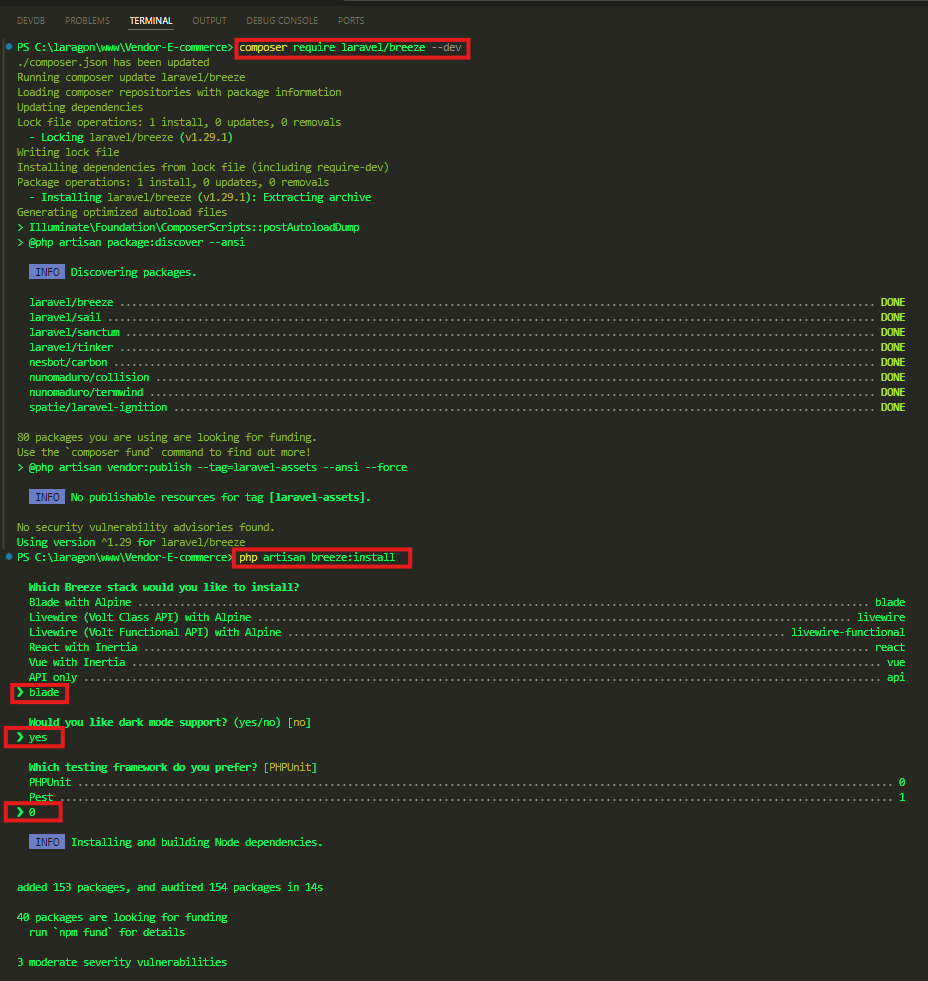 DEVDB PROBLEMS TERMINAL OUTPUT DEBUG CONSOLE PORTS
PS C:\laragon\www\Vendor-E-commerce> composer require laravel/breeze --dev
./composer.json has been updated
Running composer update laravel/breeze
Loading composer repositories with package information
Updating dependencies
Lock file operations: 1 install, 0 updates, 0 removals
- Locking laravel/breeze (v1.29.1)
Writing lock file
Installing dependencies from lock file (including require-dev)
Package operations: 1 install, 0 updates, 0 removals
- Installing laravel/breeze (v1.29.1): Extracting archive
Generating optimized autoload files
> Illuminate\Foundation\ComposerScripts::postAutoloadDump
> @php artisan package:discover --ansi
INFO Discovering packages.
laravel/breeze ........ DONE
laravel/sail ........ DONE
laravel/sanctum ........ DONE
laravel/tinker ........ DONE
nesbot/carbon ........ DONE
nunomaduro/collision ........ DONE
nunomaduro/termwind ........ DONE
spatie/laravel-ignition ........ DONE
80 packages you are using are looking for funding.
Use the `composer fund` command to find out more!
> @php artisan vendor:publish --tag=laravel-assets --ansi --force
INFO No publishable resources for tag [laravel-assets].
No security vulnerability advisories found.
Using version ^1.29 for laravel/breeze
PS C:\laragon\www\Vendor-E-commerce> php artisan breeze:install
Which Breeze stack would you like to install?
Blade with Alpine ........ blade
Livewire (Volt Class API) with Alpine ........ livewire
Livewire (Volt Functional API) with Alpine ........ livewire-functional
React with Inertia ........ react
Vue with Inertia ........ vue
API only ........ api
❯ blade
Would you like dark mode support? (yes/no) [no]
❯ yes
Which testing framework do you prefer? [PHPUnit]
PHPUnit ........ 0
Pest ........ 1
❯ 0
INFO Installing and building Node dependencies.
added 153 packages, and audited 154 packages in 14s
40 packages are looking for funding
run `npm fund` for details
3 moderate severity vulnerabilities